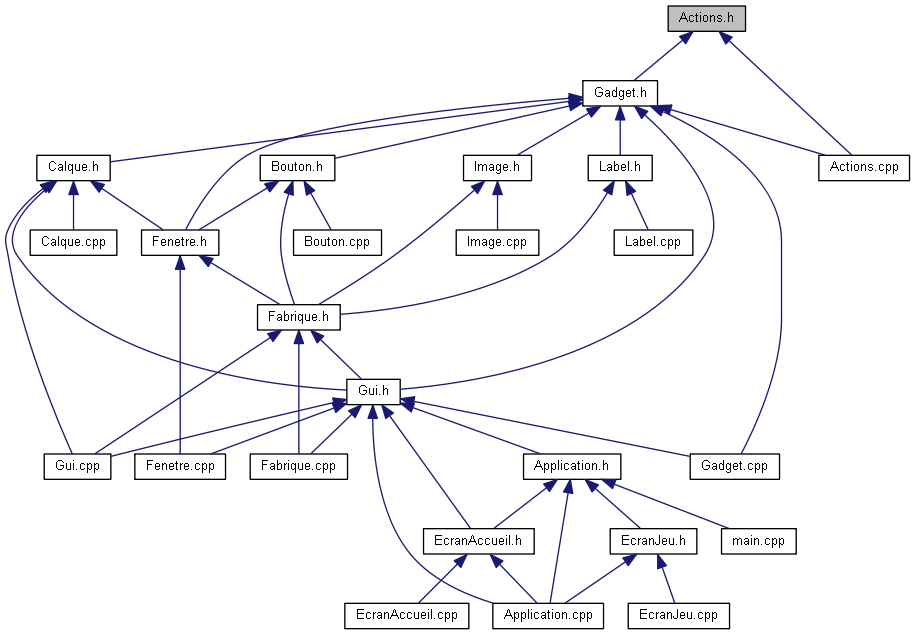 Actions.h
Gadget.h
Calque.h
Bouton.h
Image.h
Label.h
Actions.cpp
Calque.cpp
Fenetre.h
Bouton.cpp
Image.cpp
Label.cpp
Fabrique.h
Gui.h
Gui.cpp
Fenetre.cpp
Fabrique.cpp
Application.h
Gadget.cpp
EcranAccueil.h
EcranJeu.h
main.cpp
EcranAccueil.cpp
Application.cpp
EcranJeu.cpp